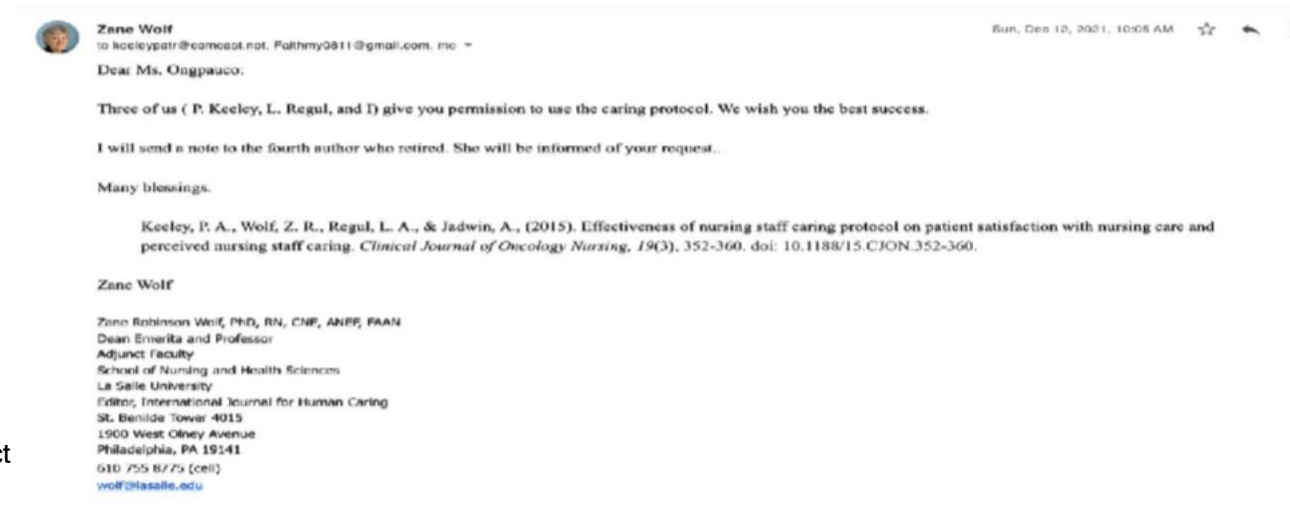 Zane Wolf
Sun, Dec 12, 2021, 10:05 AM
to keeleypatr@comcast.net, Faithmy0811@gmail.com, me
Dear Ms. Ongpauco:
Three of us ( P. Keeley, L. Regul, and I) give you permission to use the caring protocol. We wish you the best success.
I will send a note to the fourth author who retired. She will be informed of your request..
Many blessings.
Keeley, P. A., Wolf, Z. R., Regul, L. A., & Jadwin, A., (2015). Effectiveness of nursing staff caring protocol on patient satisfaction with nursing care and
perceived nursing staff caring. Clinical Journal of Oncology Nursing, 19(3), 352-360. doi: 10.1188/15.CJON.352-360.
Zane Wolf
Zane Robinson Wolf, PhD, RN, CNE, ANEF, FAAN
Dean Emerita and Professor
Adjunct Faculty
School of Nursing and Health Sciences
La Salle University
Editor, International Journal for Human Caring
St. Benilde Tower 4015
1900 West Olney Avenue
ct
Philadelphia, PA 19141
610 755 8775 (cell)
wolf@lasalle.edu